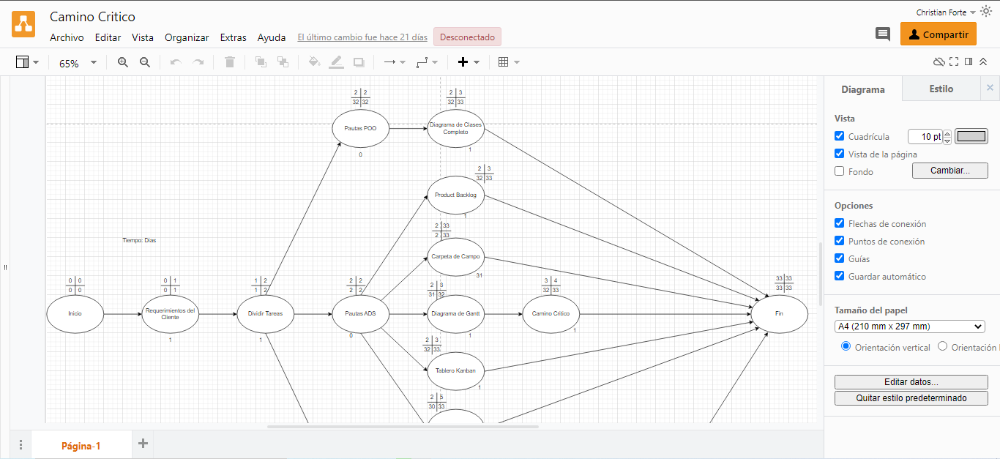 Camino Critico
Christian Forte
Archivo Editar Vista Organizar Extras Ayuda El último cambio fue hace 21 días Desconectado
Compartir
65%
Diagrama Estilo
Vista
Cuadrícula 10 pt
Vista de la página
Fondo Cambiar...
Opciones
Flechas de conexión
Puntos de conexión
Guías
Guardar automático
Tamaño del papel
A4 (210 mm x 297 mm)
Orientación vertical Orientación
Editar datos...
Quitar estilo predeterminado
2 2
32 32
Pautas POO
0
2 3
32 33
Diagrama de Clases
Completo
1
2 3
32 33
Product Backlog
1
Tiempo: Dias
2 33
2 33
Carpeta de Campo
31
0 0
0 0
Inicio
0 1
0 1
Requerimientos del
Cliente
1
1 2
1 2
Dividir Tareas
1
2 2
2 2
Pautas ADS
0
2 3
31 32
Diagrama de Gantt
1
3 4
32 33
Camino Critico
1
33 33
33 33
Fin
2 3
32 33
Tablero Kanban
1
2 5
30 33
Página-1